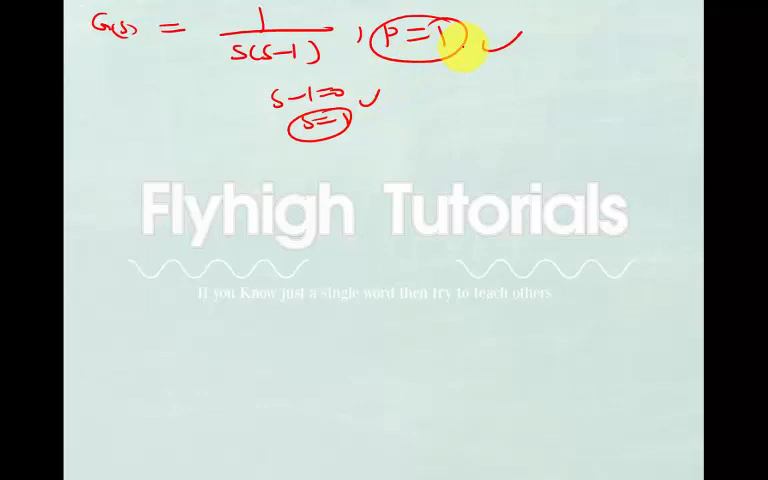 G(s) = 1 / s(s-1) , P = 1 ✓
s-1=0 ✓
s=1
Flyhigh Tutorials
If you Know just a single word then try to teach others